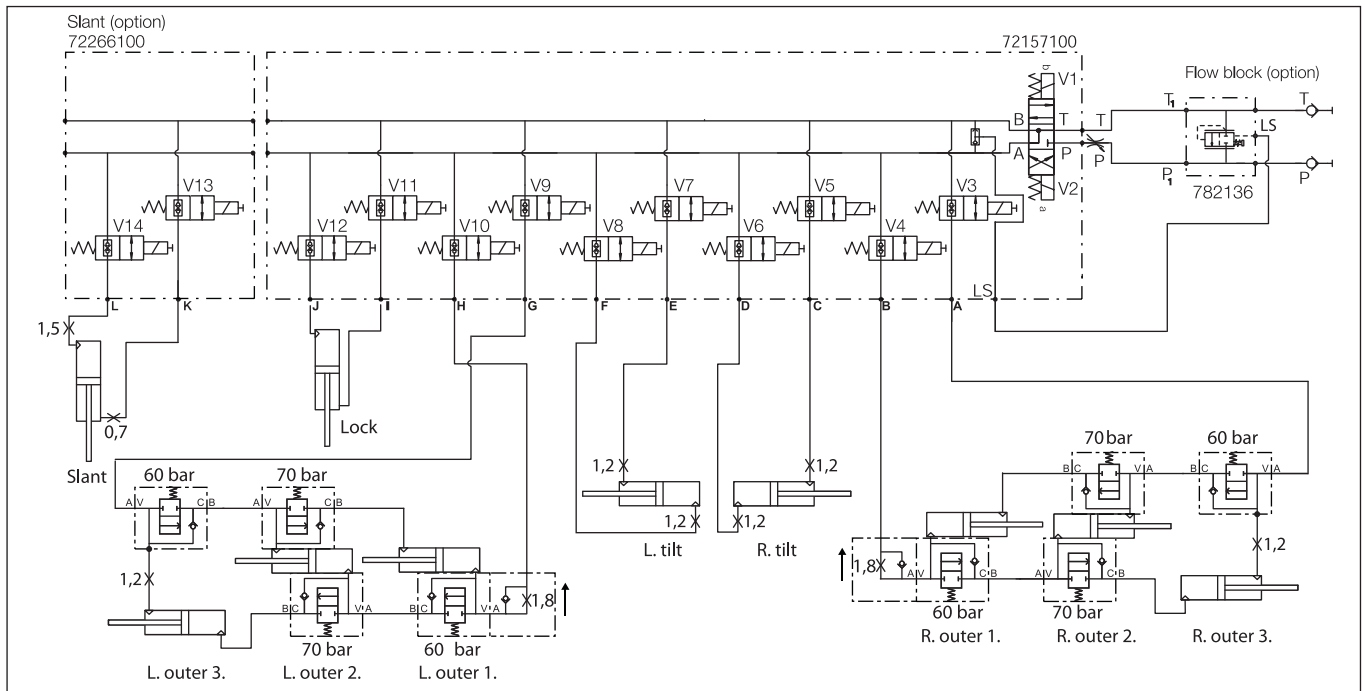 Slant (option)
72266100
72157100
Flow block (option)
b
V1
B
T
T
T1
T
LS
A
P
P
P1
P
782136
V2
a
V13
V11
V9
V7
V5
V3
V14
V12
V10
V8
V6
V4
L
K
J
I
H
G
F
E
D
C
B
A
LS
1,5
0,7
Slant
Lock
60 bar
70 bar
A V
C B
A V
C B
1,2
1,2
1,2
L. tilt
1,2
1,2
R. tilt
70 bar
60 bar
B C
V A
B C
V A
1,2
1,8
A V
C B
A V
C B
60 bar
70 bar
R. outer 1.
R. outer 2.
R. outer 3.
B C
V A
B C
V A
1,8
70 bar
60 bar
L. outer 3.
L. outer 2.
L. outer 1.